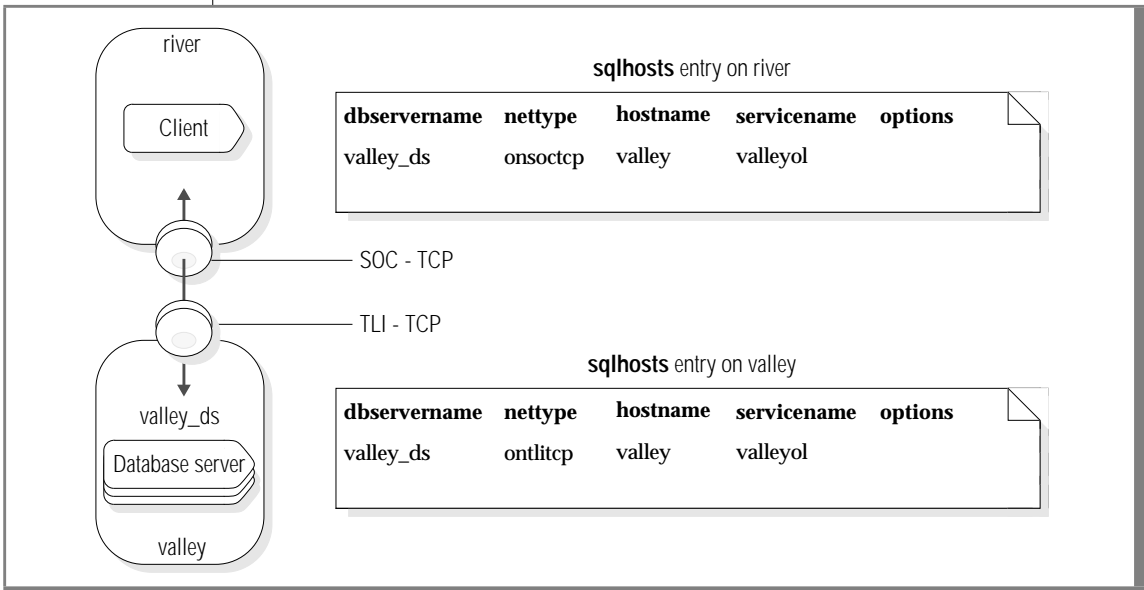 river
Client
sqlhosts entry on river
dbservername nettype hostname servicename options
valley_ds onsoctcp valley valleyol
SOC - TCP
TLI - TCP
sqlhosts entry on valley
dbservername nettype hostname servicename options
valley_ds ontlitcp valley valleyol
valley_ds
Database server
valley